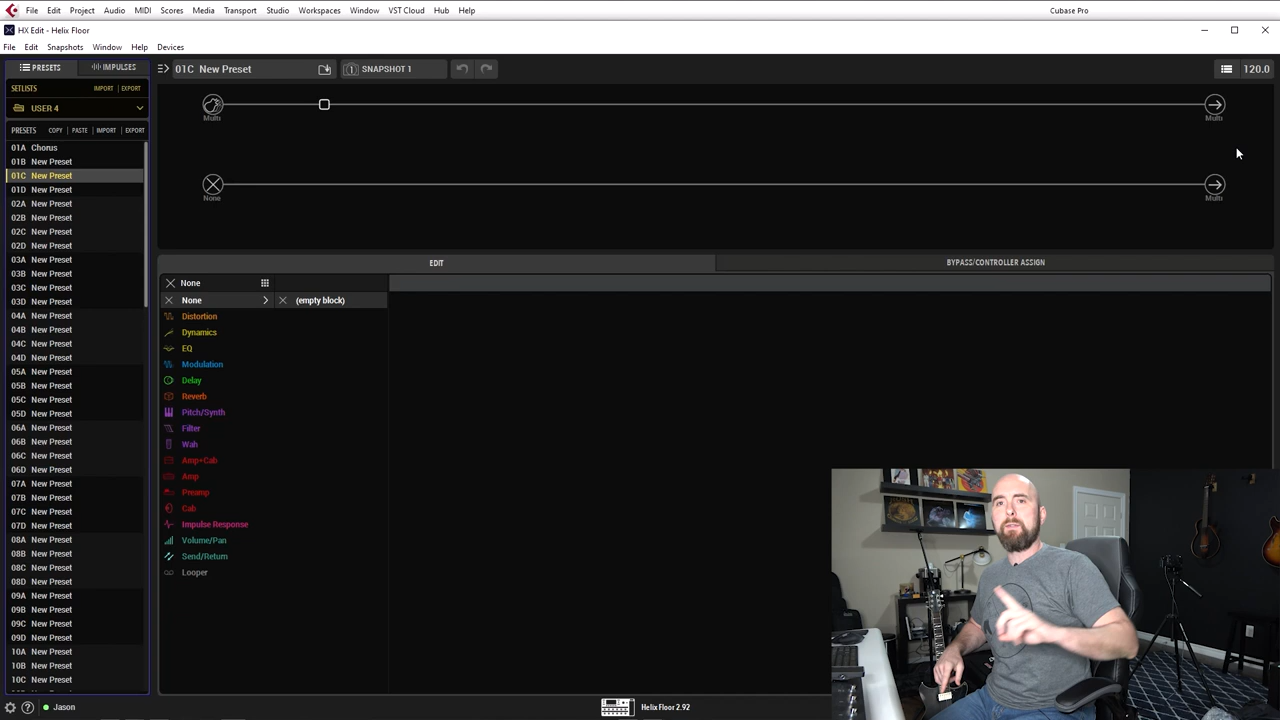 File Edit Project Audio MIDI Scores Media Transport Studio Workspaces Window VST Cloud Hub Help Cubase Pro
HX Edit - Helix Floor
File Edit Snapshots Window Help Devices
PRESETS IMPULSES
01C New Preset
SNAPSHOT 1
120.0
SETLISTS IMPORT EXPORT
USER 4
PRESETS COPY PASTE IMPORT EXPORT
01A Chorus
01B New Preset
01C New Preset
01D New Preset
02A New Preset
02B New Preset
02C New Preset
02D New Preset
03A New Preset
03B New Preset
03C New Preset
03D New Preset
04A New Preset
04B New Preset
04C New Preset
04D New Preset
05A New Preset
05B New Preset
05C New Preset
05D New Preset
06A New Preset
06B New Preset
06C New Preset
06D New Preset
07A New Preset
07B New Preset
07C New Preset
07D New Preset
08A New Preset
08B New Preset
08C New Preset
08D New Preset
09A New Preset
09B New Preset
09C New Preset
09D New Preset
10A New Preset
10B New Preset
10C New Preset
Multi Multi
None Multi
EDIT BYPASS/CONTROLLER ASSIGN
None
None (empty block)
Distortion
Dynamics
EQ
Modulation
Delay
Reverb
Pitch/Synth
Filter
Wah
Amp+Cab
Amp
Preamp
Cab
Impulse Response
Volume/Pan
Send/Return
Looper
Jason
Helix Floor 2.92